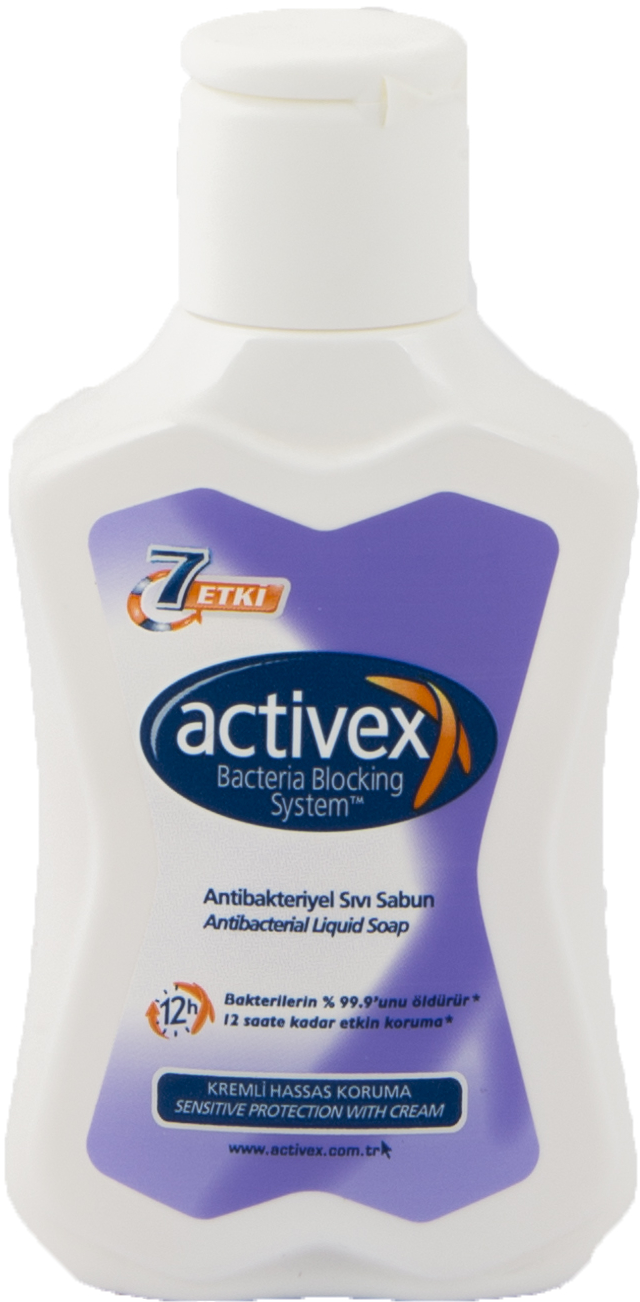 7 ETKİ
activex
Bacteria Blocking
System™
Antibakteriyel Sıvı Sabun
Antibacterial Liquid Soap
12h
Bakterilerin % 99.9'unu öldürür*
12 saate kadar etkin koruma*
KREMLİ HASSAS KORUMA
SENSITIVE PROTECTION WITH CREAM
www.activex.com.tr